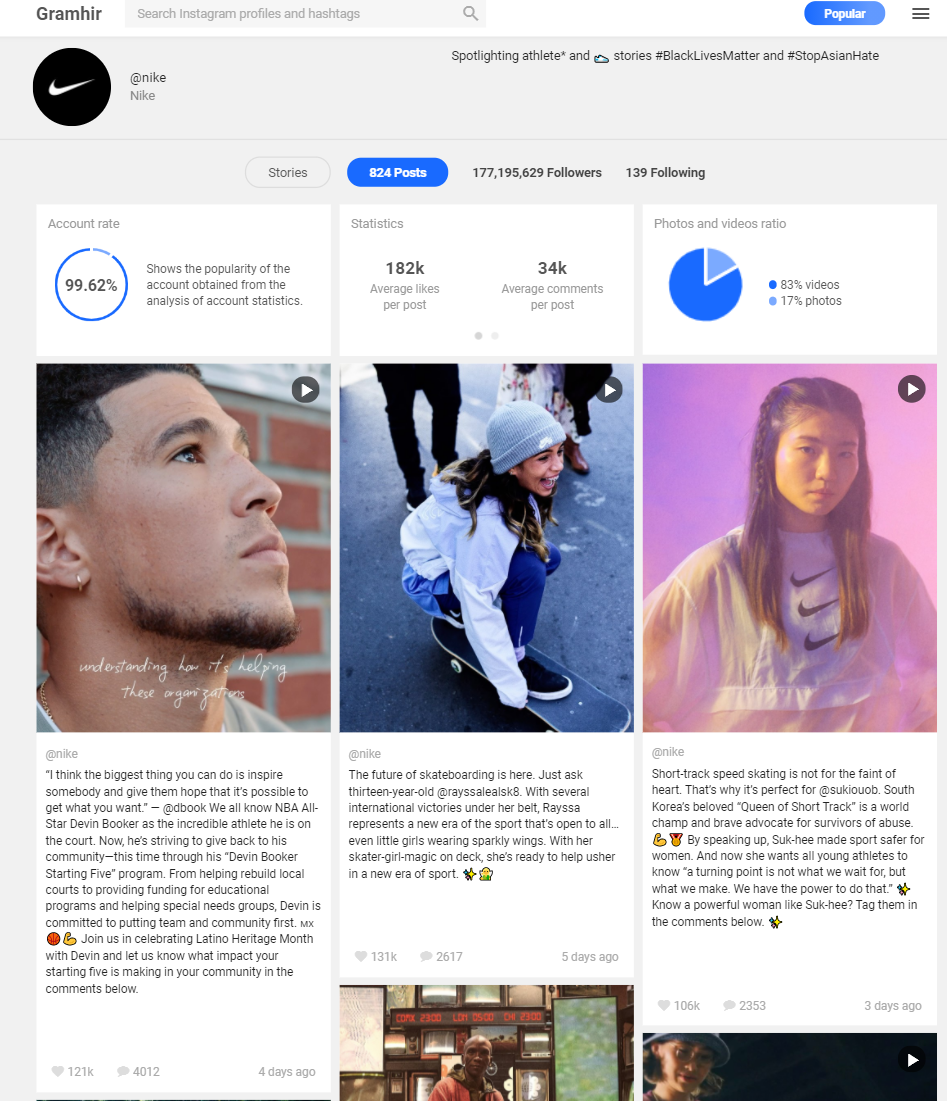 Gramhir
Search Instagram profiles and hashtags
Popular
Spotlighting athlete* and 👟 stories #BlackLivesMatter and #StopAsianHate
@nike
Nike
Stories
824 Posts
177,195,629 Followers
139 Following
Account rate
99.62%
Shows the popularity of the
account obtained from the
analysis of account statistics.
Statistics
182k
Average likes
per post
34k
Average comments
per post
Photos and videos ratio
83% videos
17% photos
understanding how it's helping
these organizations
@nike
“I think the biggest thing you can do is inspire
somebody and give them hope that it's possible to
get what you want.” — @dbook We all know NBA All-
Star Devin Booker as the incredible athlete he is on
the court. Now, he's striving to give back to his
community—this time through his “Devin Booker
Starting Five” program. From helping rebuild local
courts to providing funding for educational
programs and helping special needs groups, Devin is
committed to putting team and community first. MX
🏀💪 Join us in celebrating Latino Heritage Month
with Devin and let us know what impact your
starting five is making in your community in the
comments below.
121k
4012
4 days ago
@nike
The future of skateboarding is here. Just ask
thirteen-year-old @rayssalealsk8. With several
international victories under her belt, Rayssa
represents a new era of the sport that's open to all…
even little girls wearing sparkly wings. With her
skater-girl-magic on deck, she's ready to help usher
in a new era of sport. ✨🧚
131k
2617
5 days ago
COMX 23:00 LDN 05:00 CHI 23:00
@nike
Short-track speed skating is not for the faint of
heart. That's why it's perfect for @sukiouob. South
Korea's beloved “Queen of Short Track” is a world
champ and brave advocate for survivors of abuse.
💪🏅 By speaking up, Suk-hee made sport safer for
women. And now she wants all young athletes to
know “a turning point is not what we wait for, but
what we make. We have the power to do that.” ✨
Know a powerful woman like Suk-hee? Tag them in
the comments below. ✨
106k
2353
3 days ago